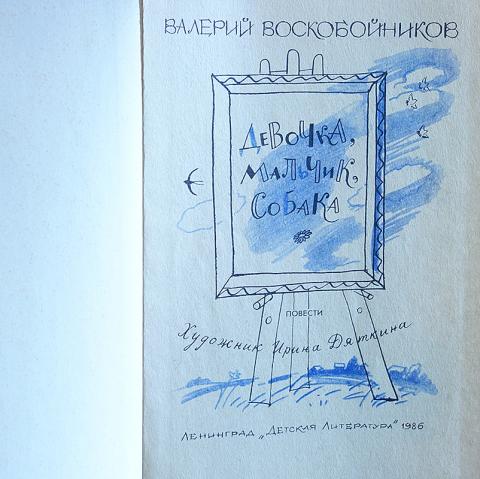 ВАЛЕРИЙ ВОСКОБОЙНИКОВ
ДЕВОЧКА,
МАЛЬЧИК,
СОБАКА
ПОВЕСТИ
Художник Ирина Дяткина
ЛЕНИНГРАД „ДЕТСКАЯ ЛИТЕРАТУРА" 1986